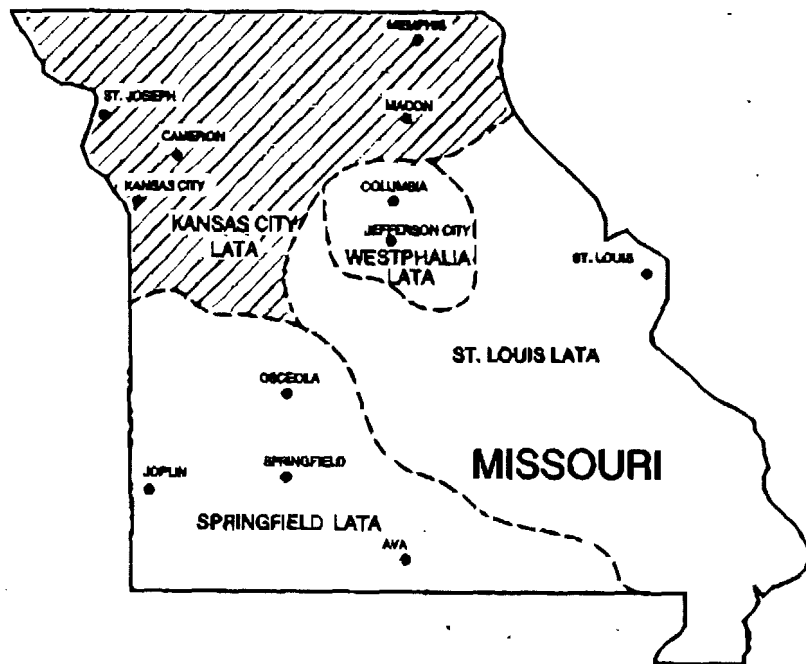 MEMPHIS
ST. JOSEPH
MACON
CAMERON
KANSAS CITY
COLUMBIA
KANSAS CITY
LATA
JEFFERSON CITY
WESTPHALIA
LATA
ST. LOUIS
ST. LOUIS LATA
OSCEOLA
MISSOURI
JOPLIN
SPRINGFIELD
SPRINGFIELD LATA
AVA